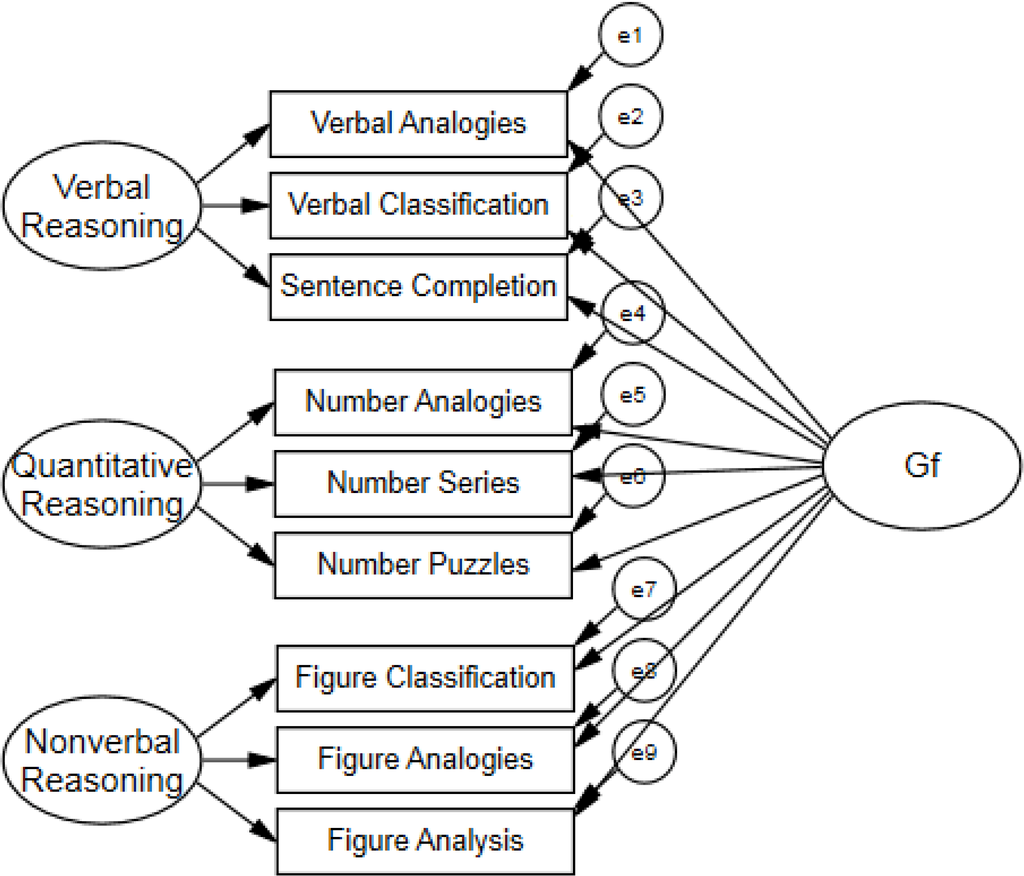 e1
Verbal Analogies
e2
Verbal
Reasoning
Verbal Classification
e3
Sentence Completion
e4
Number Analogies
e5
Quantitative
Reasoning
Number Series
e6
Gf
Number Puzzles
e7
Figure Classification
e8
Nonverbal
Reasoning
Figure Analogies
e9
Figure Analysis